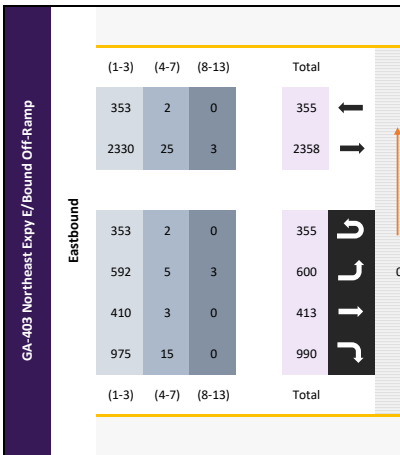 GA-403 Northeast Expy E/Bound Off-Ramp
Eastbound
(1-3) (4-7) (8-13) Total
353 2 0 355
2330 25 3 2358
353 2 0 355
592 5 3 600
410 3 0 413
975 15 0 990
(1-3) (4-7) (8-13) Total